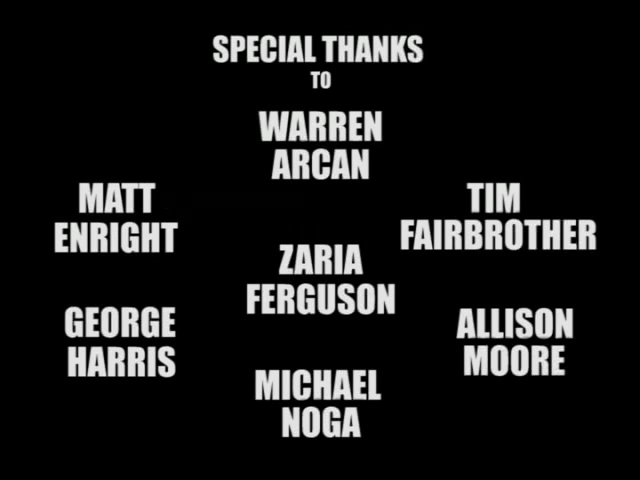 SPECIAL THANKS
TO
WARREN
ARCAN
MATT
ENRIGHT
TIM
FAIRBROTHER
ZARIA
FERGUSON
GEORGE
HARRIS
ALLISON
MOORE
MICHAEL
NOGA